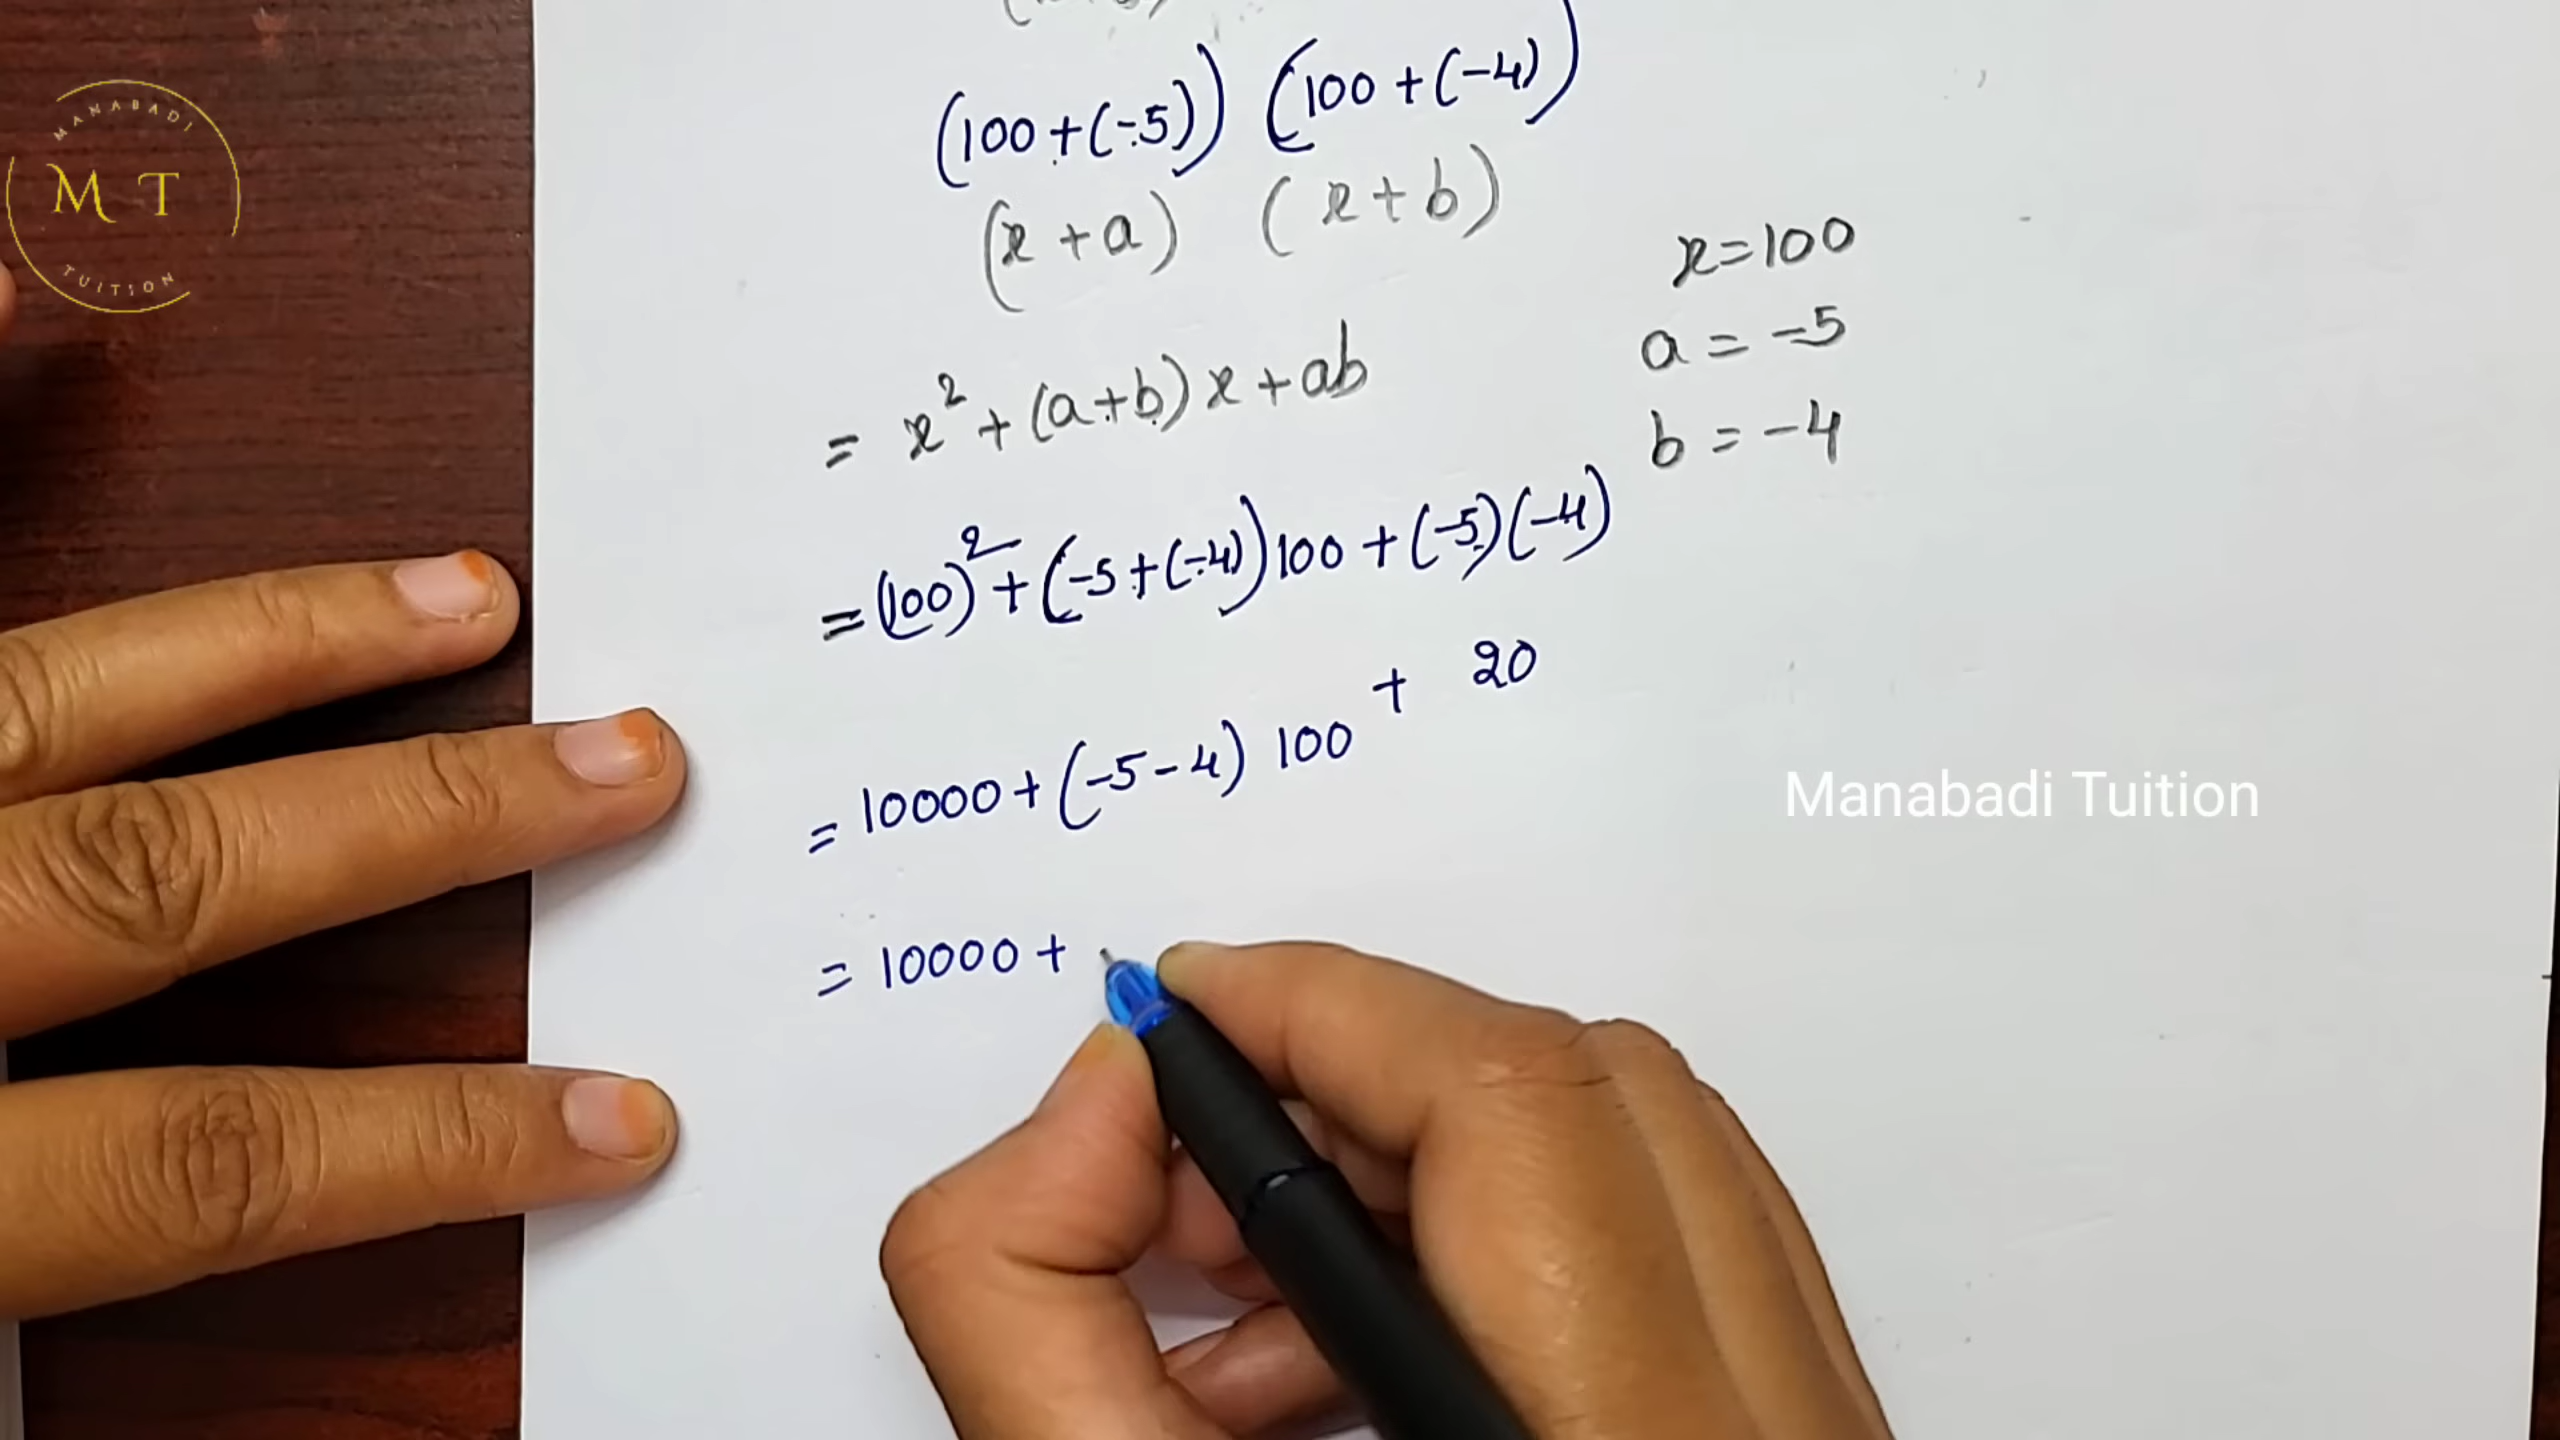 (100+(-5)) (100+(-4))
(x+a) (x+b)
x=100
a = -5
b = -4
= x²+(a+b)x+ab
=(100)²+(-5+(-4))100+(-5)(-4)
=10000+(-5-4) 100 + 20
=10000+
MANABADI
MT
TUITION
Manabadi Tuition